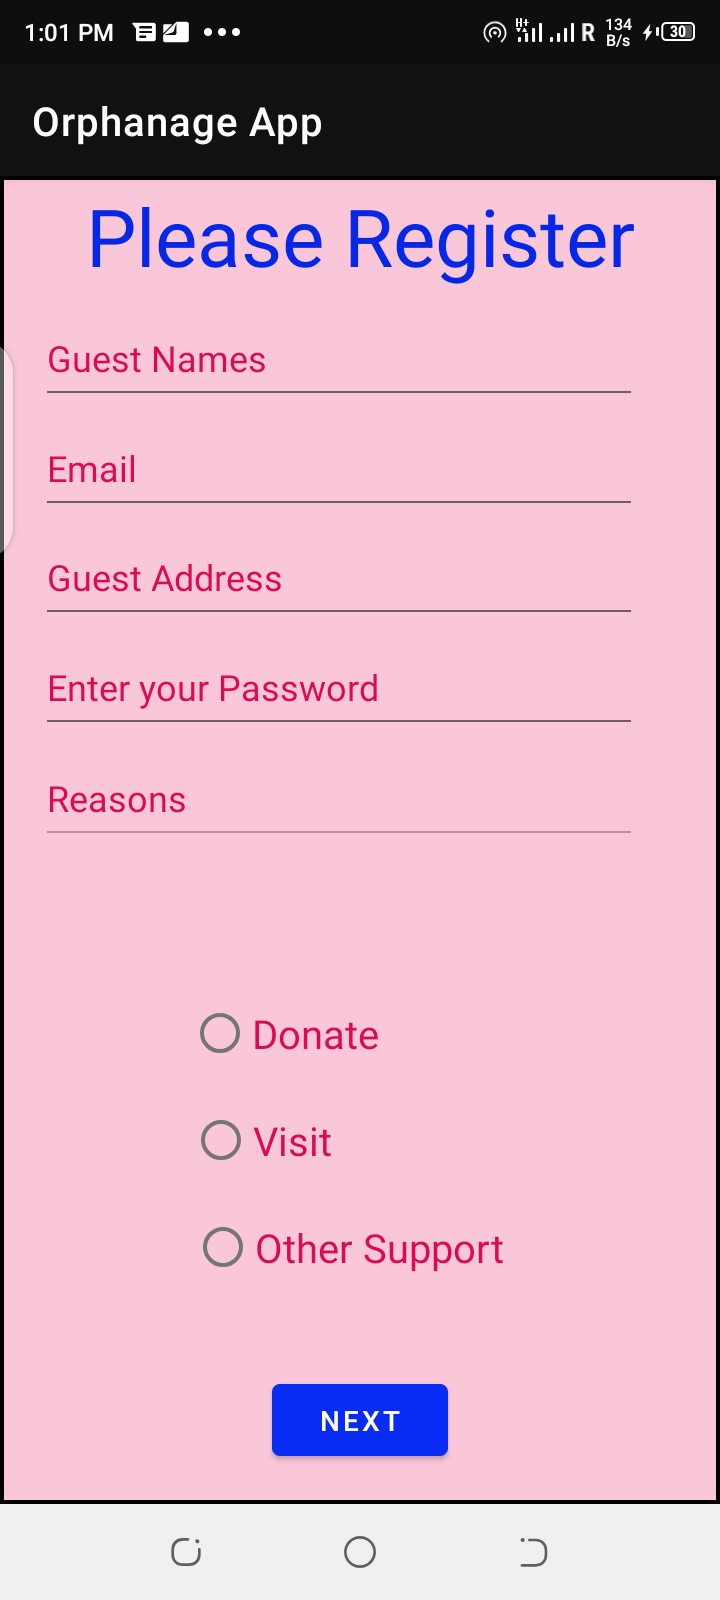 1:01 PM H+ R 134 B/s 30
Orphanage App
Please Register
Guest Names
Email
Guest Address
Enter your Password
Reasons
Donate
Visit
Other Support
NEXT